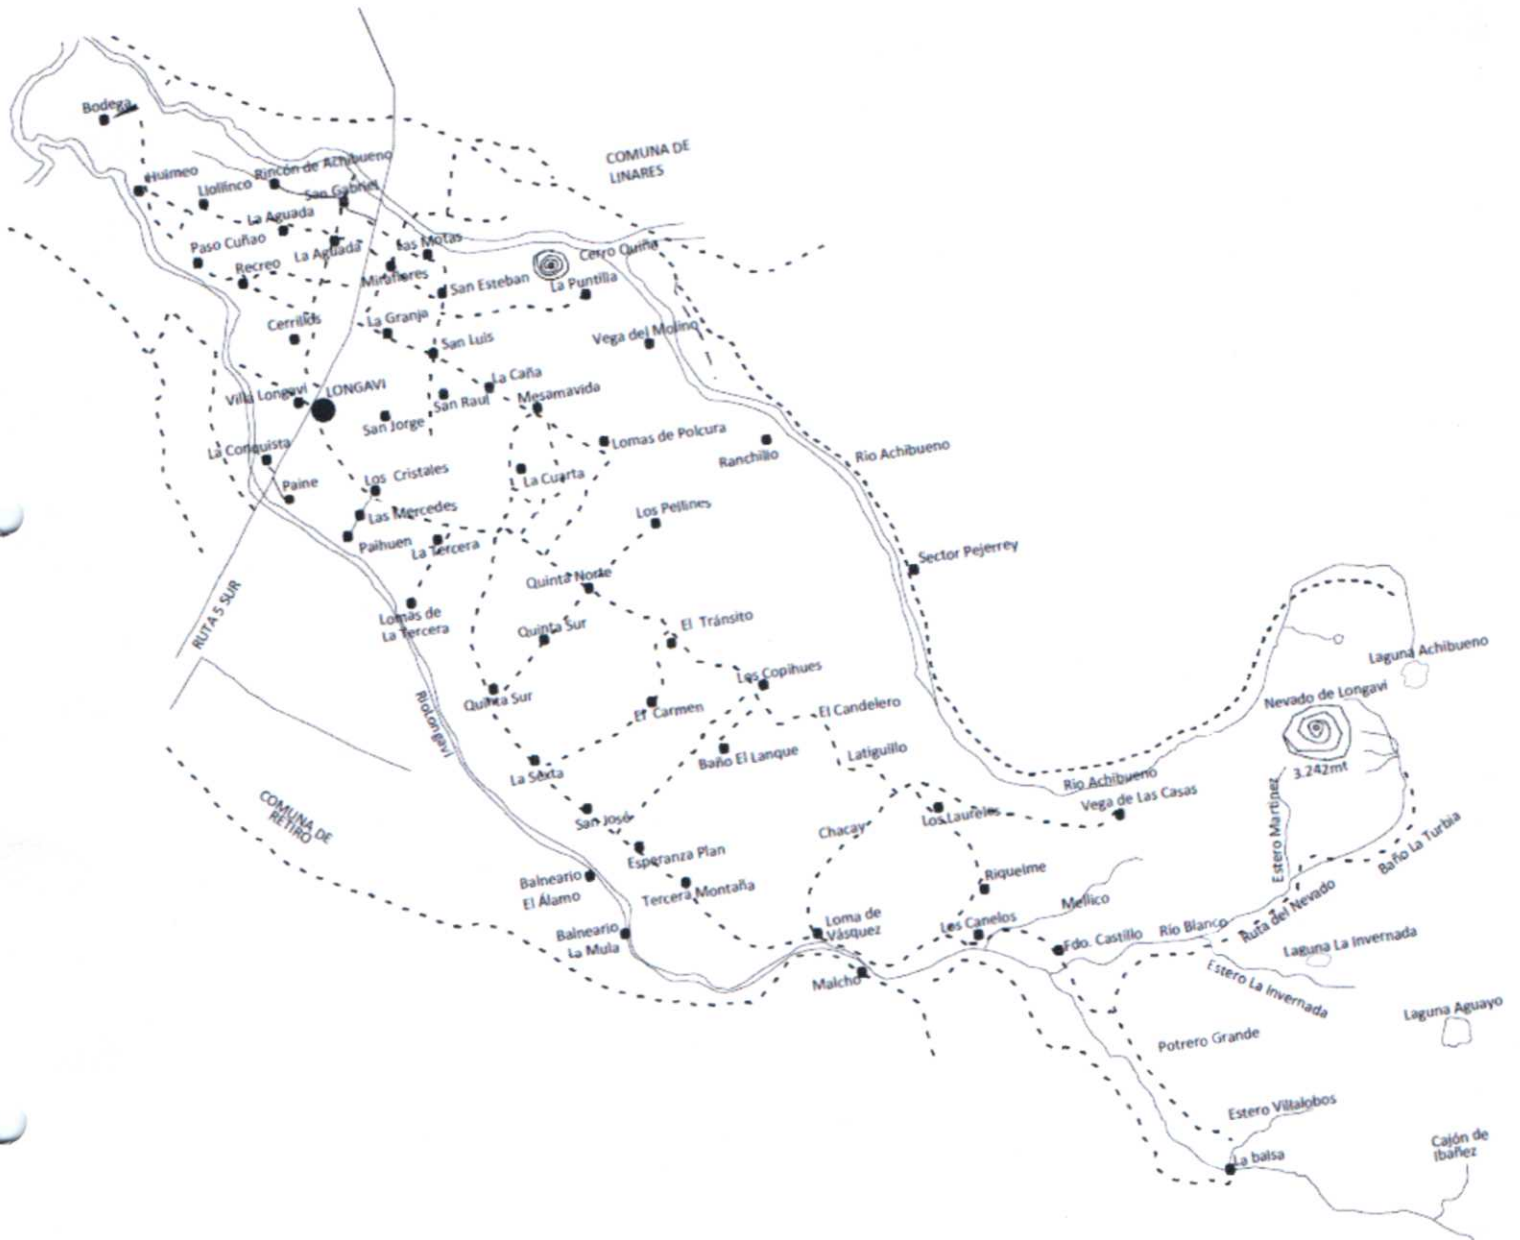 Bodega
COMUNA DE
LINARES
Huimeo
Rincón de Achibueno
Llollinco
San Gabriel
La Aguada
Paso Cuñao
La Aguada
Las Motas
Cerro Quiñe
Recreo
Miraflores
San Esteban
La Puntilla
Cerrillos
La Granja
San Luis
Vega del Molino
La Caña
Villa Longavi
LONGAVI
San Raul
Mesamavida
San Jorge
La Conquista
Lomas de Polcura
Ranchillo
Rio Achibueno
Paine
Los Cristales
La Cuarta
Las Mercedes
Los Pellines
Paihuen
La Tercera
Sector Pejerrey
Quinta Norte
RUTA 5 SUR
Lomas de
La Tercera
Quinta Sur
El Tránsito
Laguna Achibueno
Los Copihues
Quinta Sur
Rio Longavi
El Carmen
El Candelero
Nevado de Longavi
Baño El Lanque
Latiguillo
La Sexta
3.242mt
Rio Achibueno
Vega de Las Casas
COMUNA DE
RETIRO
San José
Chacay
Los Laureles
Estero Martinez
Baño La Turbia
Esperanza Plan
Balneario
El Álamo
Tercera Montaña
Riquelme
Mellico
Loma de
Vásquez
Los Canelos
Balneario
La Mula
Fdo. Castillo
Río Blanco
Ruta del Nevado
Laguna La Invernada
Malcho
Estero La Invernada
Laguna Aguayo
Potrero Grande
Estero Villalobos
Cajón de
Ibañez
La balsa